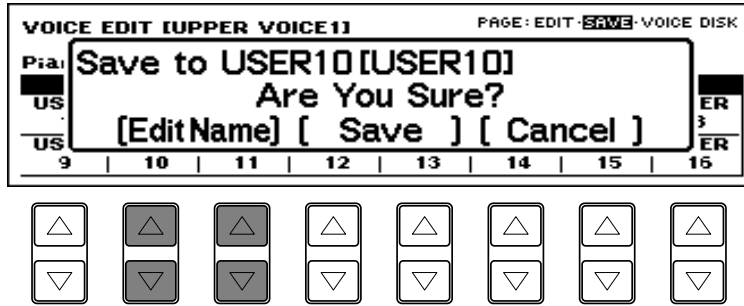 VOICE EDIT [UPPER VOICE1]
PAGE: EDIT·SAVE·VOICE DISK
Save to USER10[USER10]
Are You Sure?
[Edit Name] [ Save ] [ Cancel ]
9 | 10 | 11 | 12 | 13 | 14 | 15 | 16